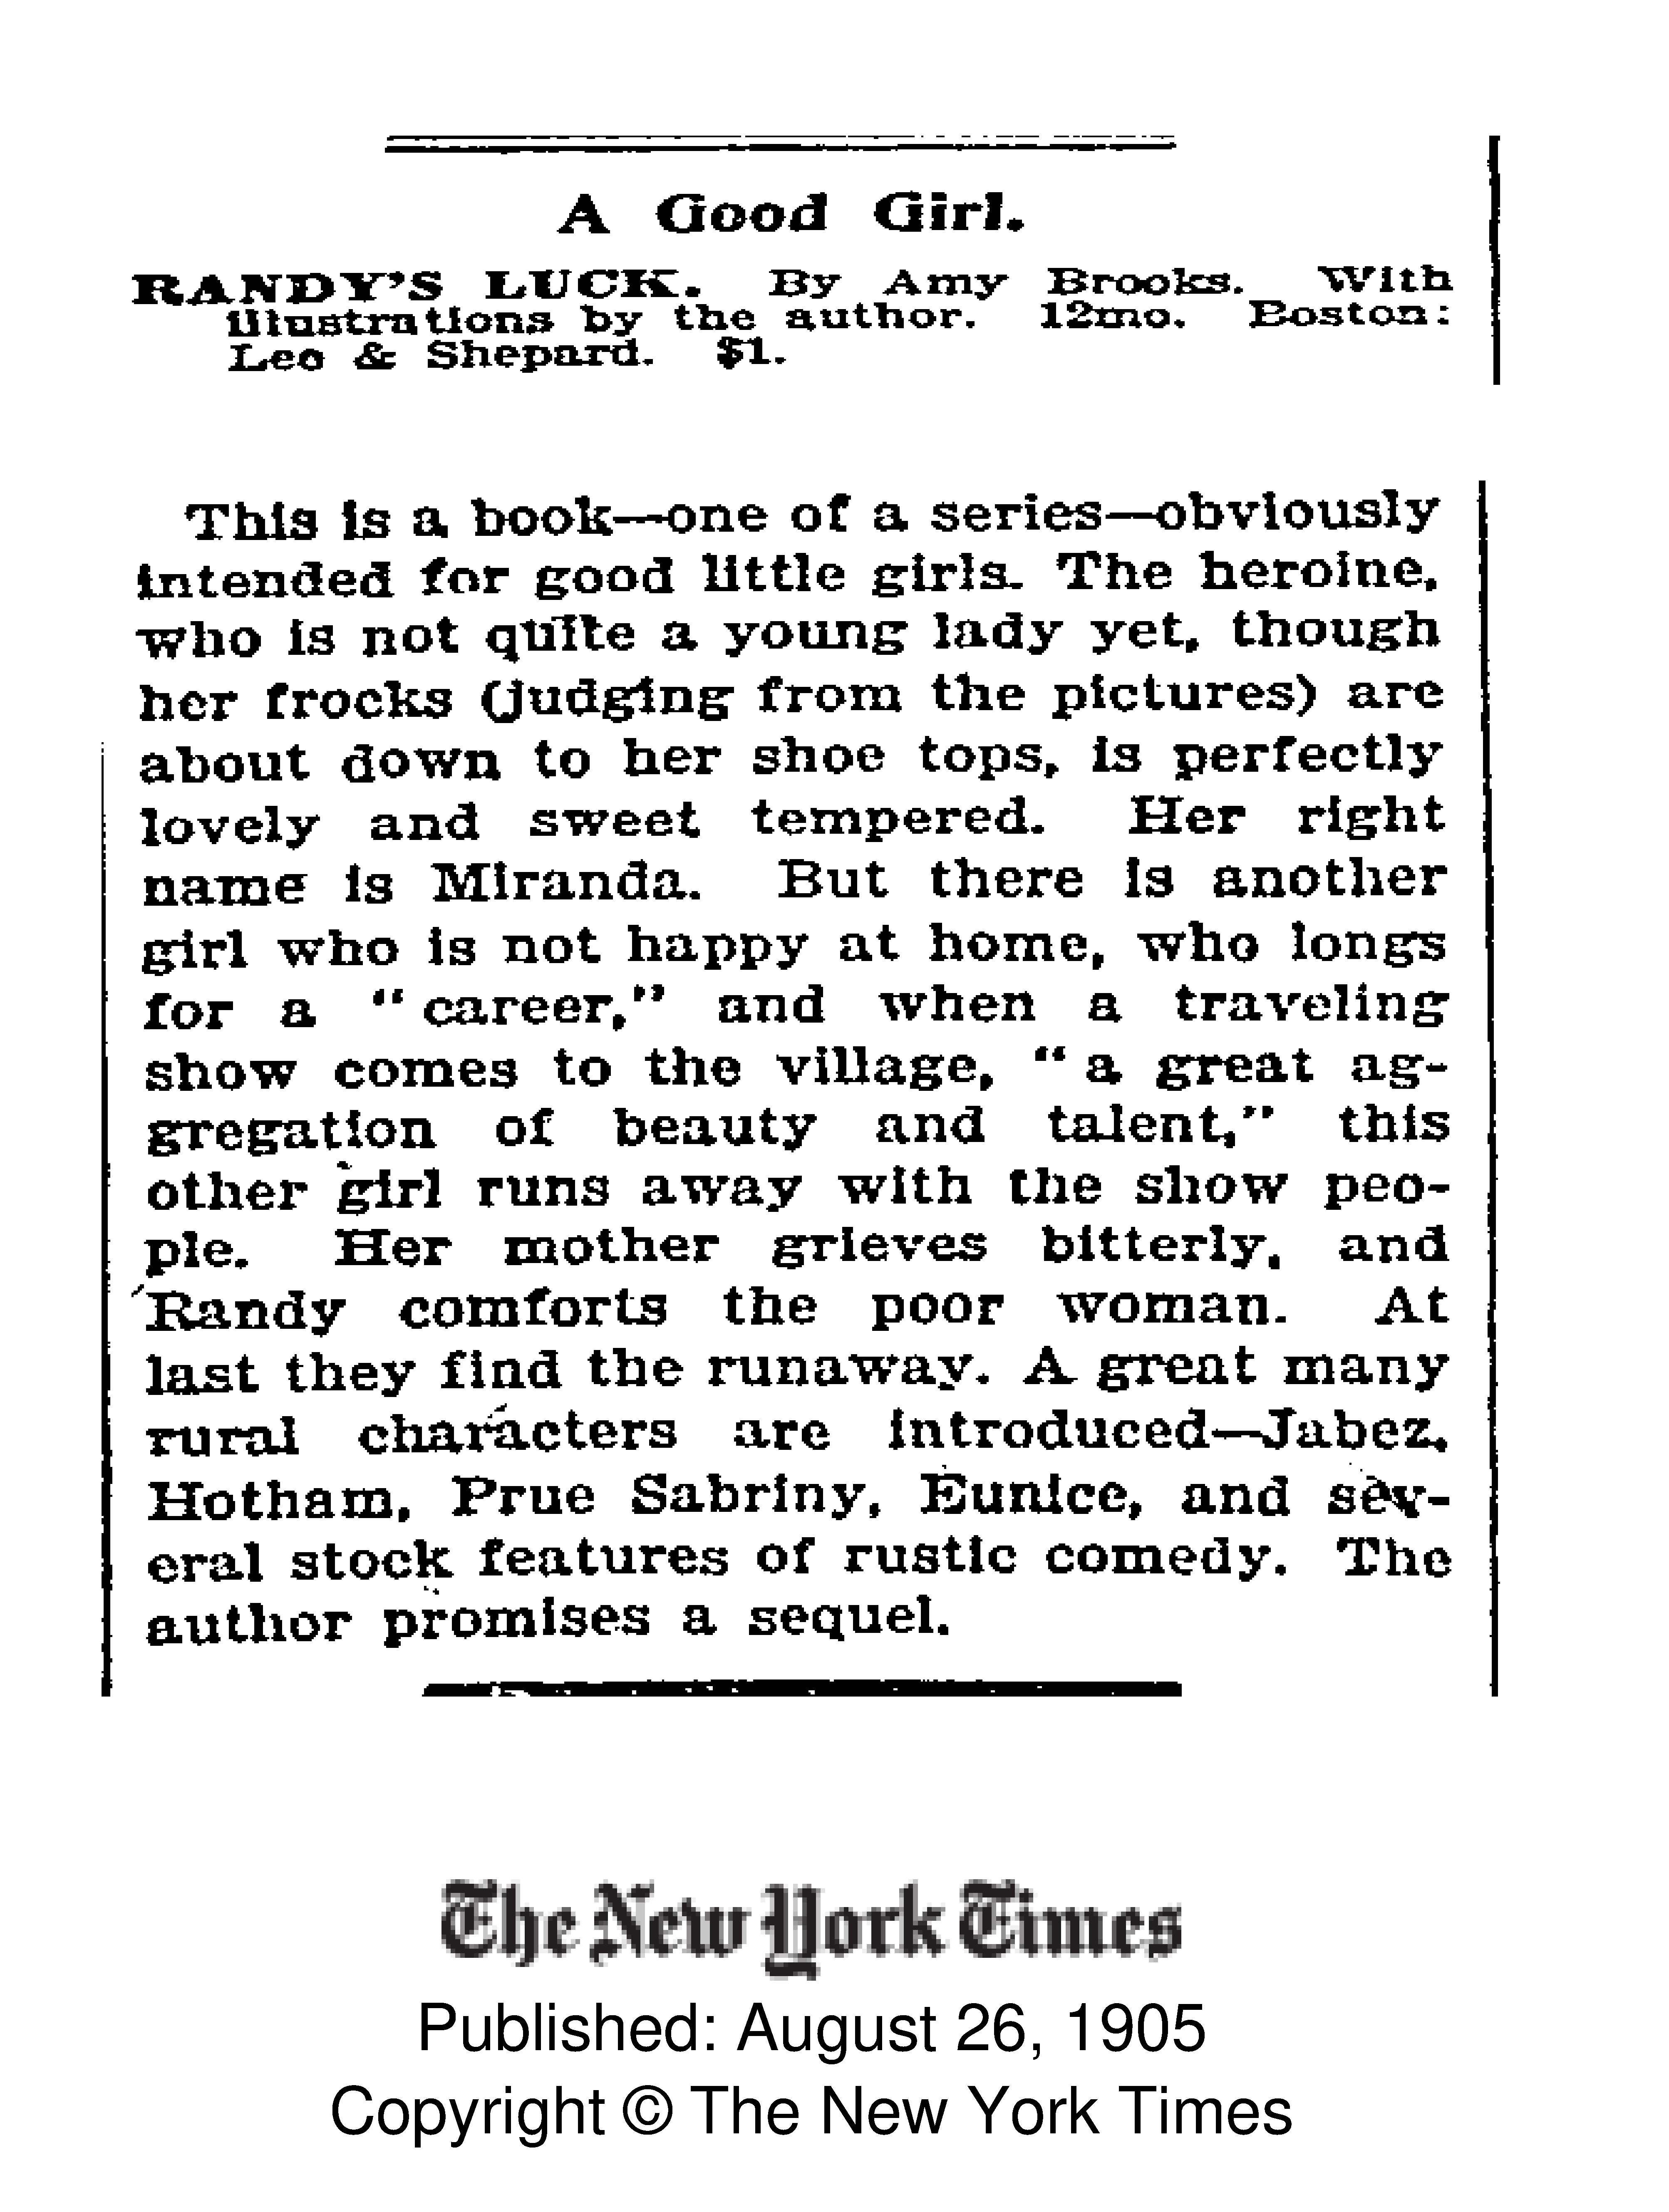 A Good Girl.
RANDY'S LUCK. By Amy Brooks. With
illustrations by the author. 12mo. Boston:
Lee & Shepard. $1.
This is a book—one of a series—obviously
intended for good little girls. The heroine,
who is not quite a young lady yet, though
her frocks (judging from the pictures) are
about down to her shoe tops, is perfectly
lovely and sweet tempered. Her right
name is Miranda. But there is another
girl who is not happy at home, who longs
for a "career," and when a traveling
show comes to the village, "a great ag-
gregation of beauty and talent," this
other girl runs away with the show peo-
ple. Her mother grieves bitterly, and
Randy comforts the poor woman. At
last they find the runaway. A great many
rural characters are introduced—Jabez,
Hotham, Prue Sabriny, Eunice, and sev-
eral stock features of rustic comedy. The
author promises a sequel.
The New York Times
Published: August 26, 1905
Copyright © The New York Times